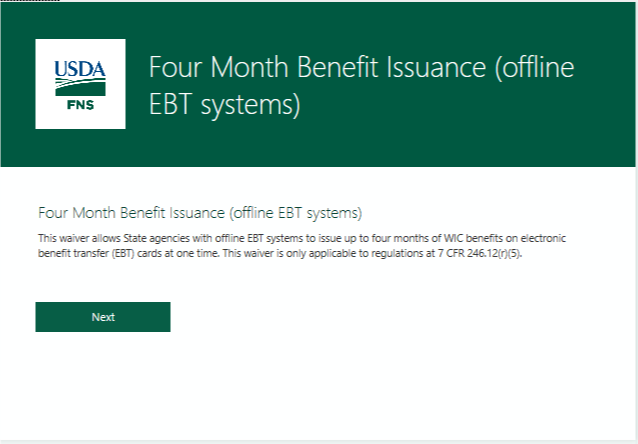 USDA
FNS
Four Month Benefit Issuance (offline
EBT systems)
Four Month Benefit Issuance (offline EBT systems)
This waiver allows State agencies with offline EBT systems to issue up to four months of WIC benefits on electronic
benefit transfer (EBT) cards at one time. This waiver is only applicable to regulations at 7 CFR 246.12(r)(5).
Next